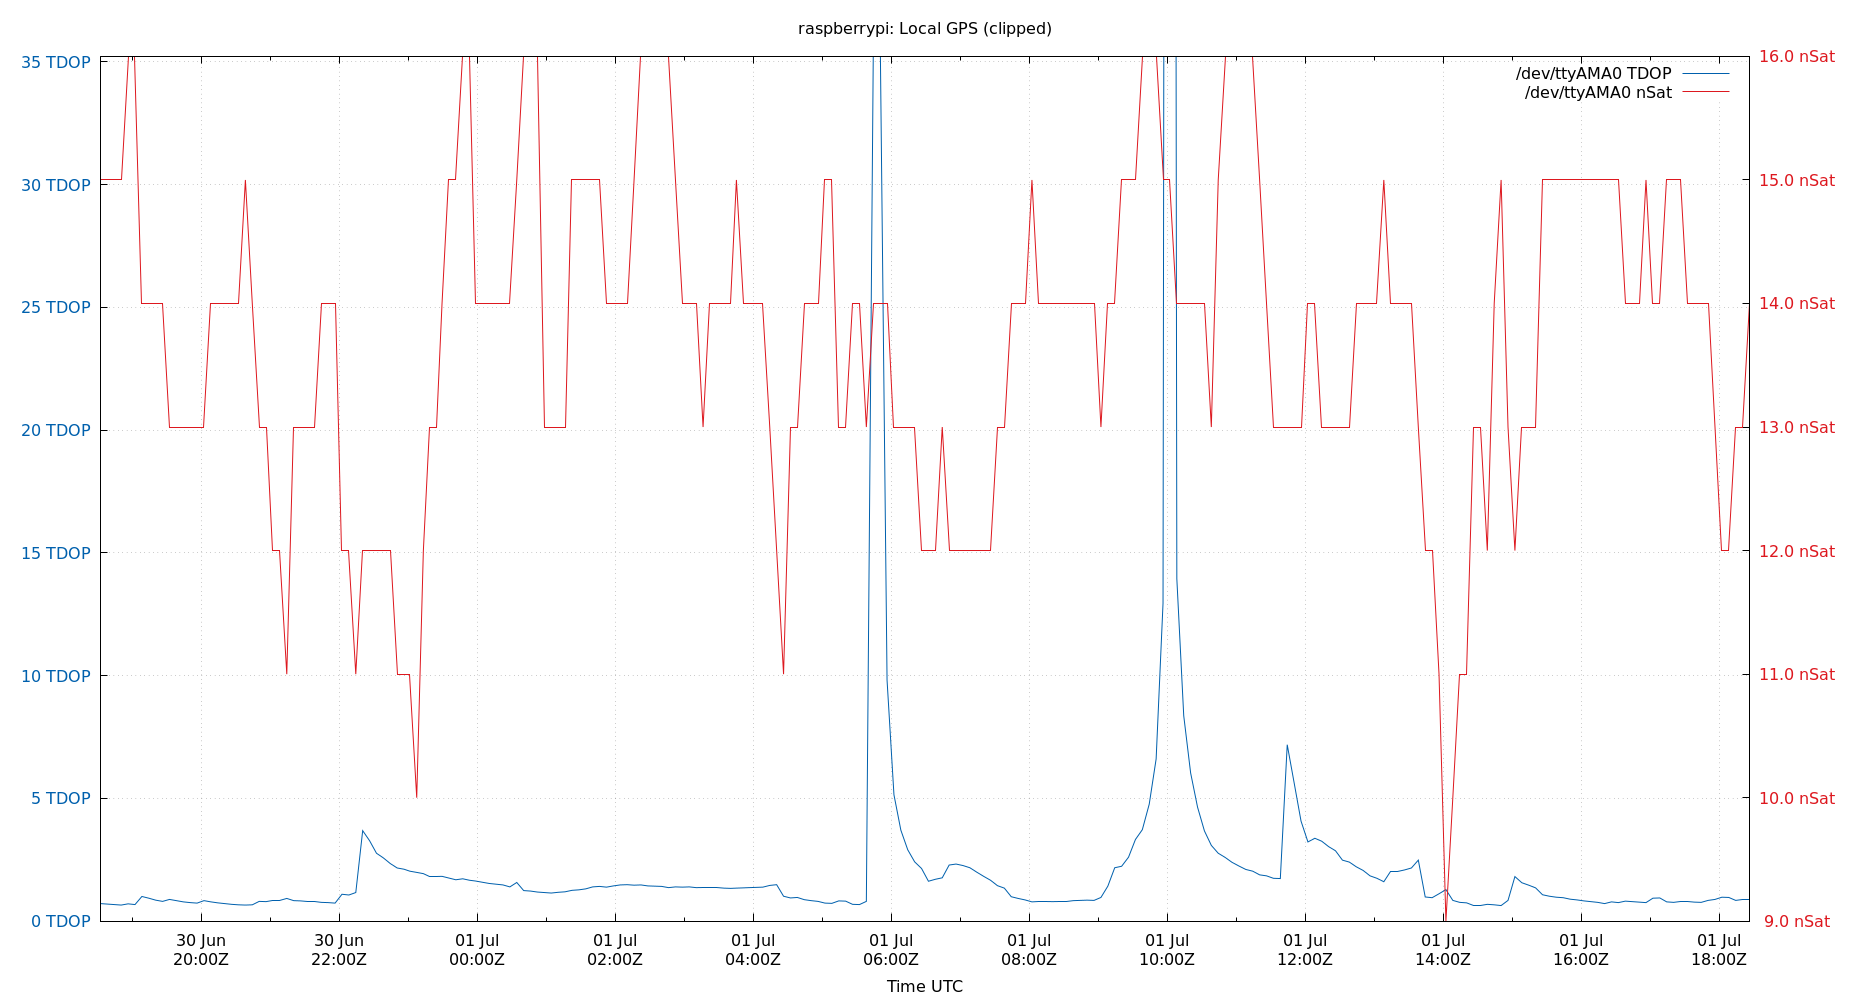 raspberrypi: Local GPS (clipped)
35 TDOP
30 TDOP
25 TDOP
20 TDOP
15 TDOP
10 TDOP
5 TDOP
0 TDOP
16.0 nSat
15.0 nSat
14.0 nSat
13.0 nSat
12.0 nSat
11.0 nSat
10.0 nSat
9.0 nSat
/dev/ttyAMA0 TDOP
/dev/ttyAMA0 nSat
30 Jun
20:00Z
30 Jun
22:00Z
01 Jul
00:00Z
01 Jul
02:00Z
01 Jul
04:00Z
01 Jul
06:00Z
01 Jul
08:00Z
01 Jul
10:00Z
01 Jul
12:00Z
01 Jul
14:00Z
01 Jul
16:00Z
01 Jul
18:00Z
Time UTC